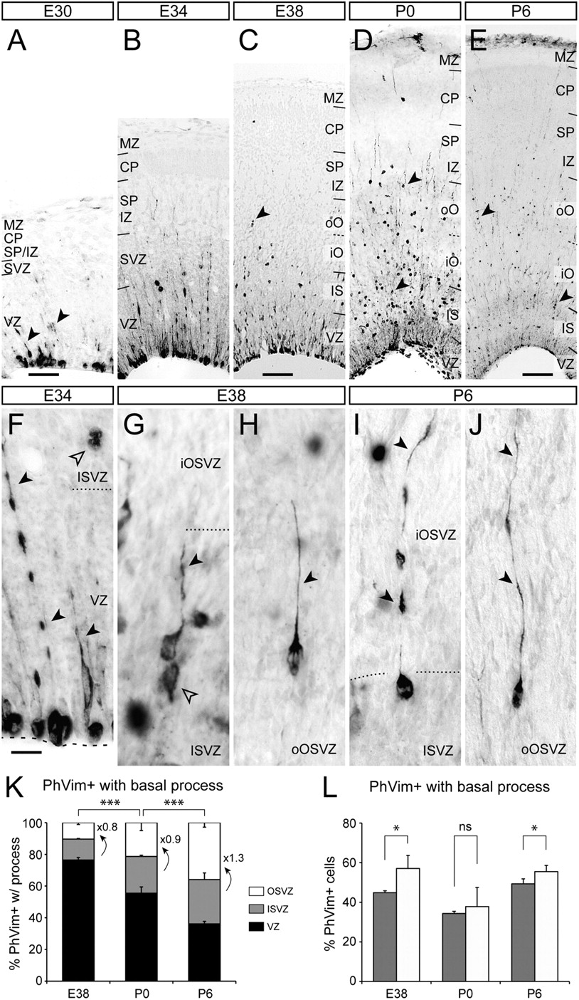 E30 E34 E38 P0 P6
A B C D E
MZ
CP
SP/IZ
SVZ
VZ
MZ
CP
SP
IZ
SVZ
VZ
MZ
CP
SP
IZ
oO
iO
IS
VZ
MZ
CP
SP
IZ
oO
iO
IS
VZ
MZ
CP
SP
IZ
oO
iO
IS
VZ
E34 E38 P6
F G H I J
ISVZ
VZ
iOSVZ
ISVZ
oOSVZ
iOSVZ
ISVZ
oOSVZ
K PhVim+ with basal process
*** ***
x0.8 x0.9 x1.3
% PhVim+ w/ process
100
80
60
40
20
0
E38 P0 P6
OSVZ
ISVZ
VZ
L PhVim+ with basal process
* ns *
% PhVim+ cells
80
60
40
20
0
E38 P0 P6